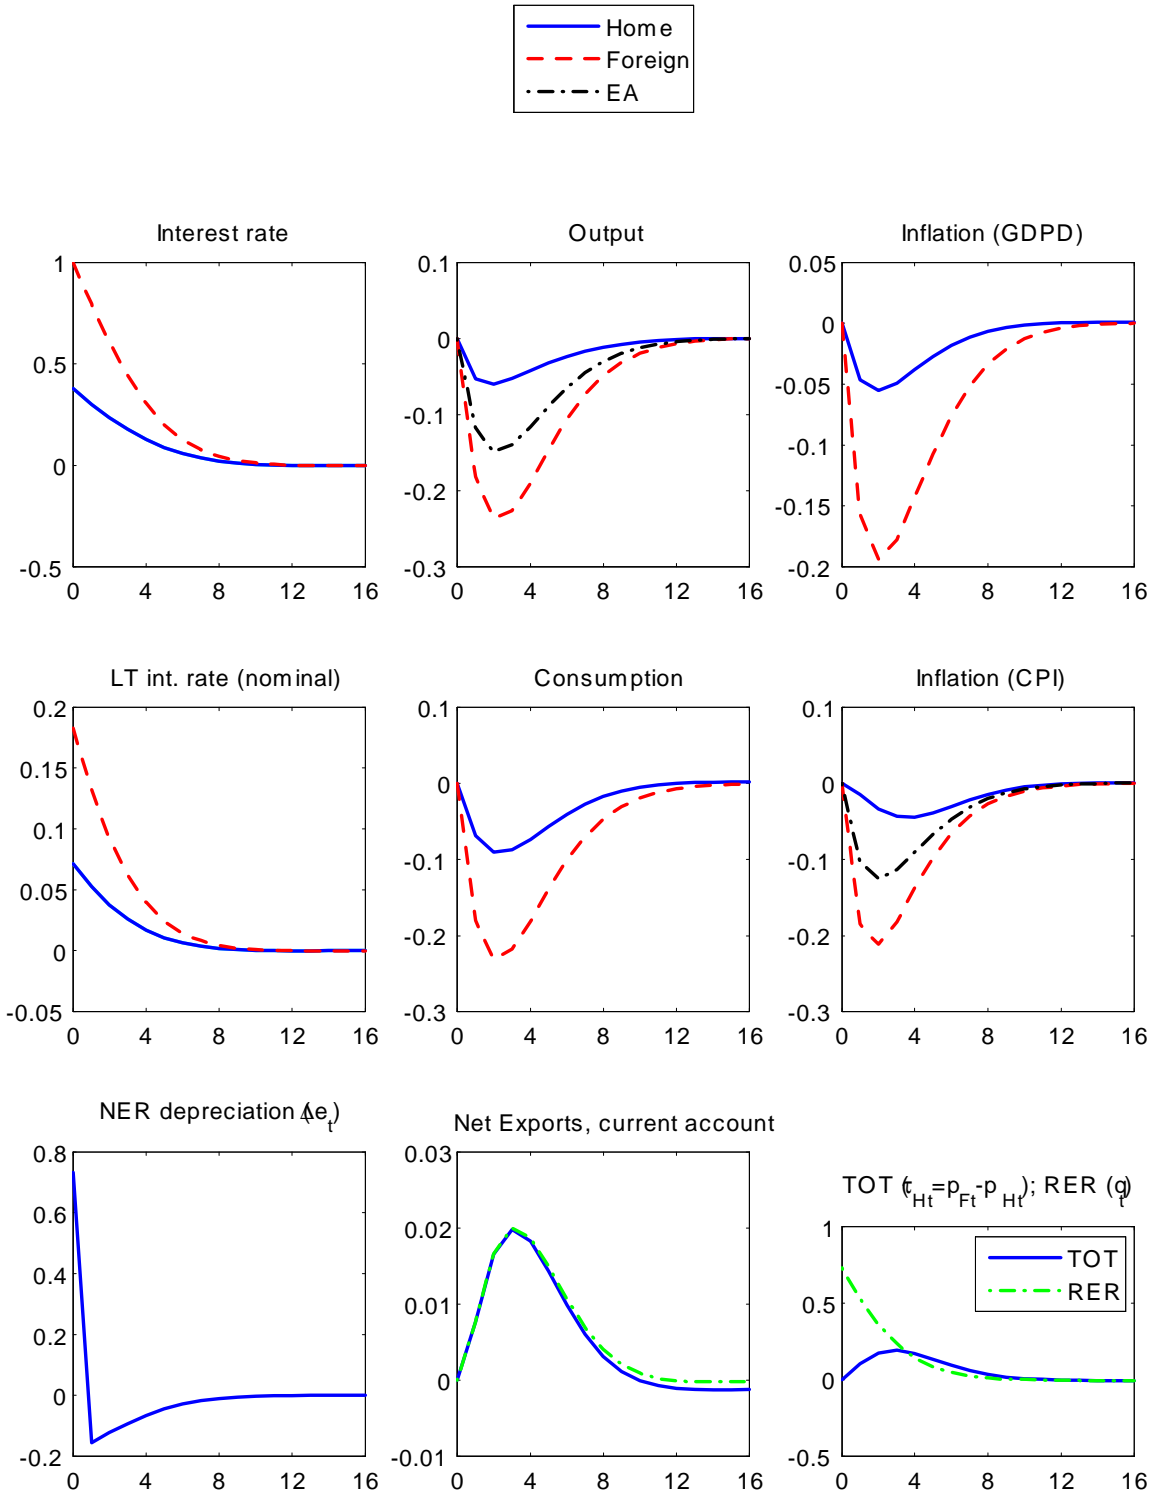 Home
Foreign
EA
Interest rate
1
0.5
0
-0.5
0 4 8 12 16
Output
0.1
0
-0.1
-0.2
-0.3
0 4 8 12 16
Inflation (GDPD)
0.05
0
-0.05
-0.1
-0.15
-0.2
0 4 8 12 16
LT int. rate (nominal)
0.2
0.15
0.1
0.05
0
-0.05
0 4 8 12 16
Consumption
0.1
0
-0.1
-0.2
-0.3
0 4 8 12 16
Inflation (CPI)
0.1
0
-0.1
-0.2
-0.3
0 4 8 12 16
NER depreciation (Δe_t)
0.8
0.6
0.4
0.2
0
-0.2
0 4 8 12 16
Net Exports, current account
0.03
0.02
0.01
0
-0.01
0 4 8 12 16
TOT (τ_Ht=p_Ft-p_Ht); RER (q_t)
1
0.5
0
-0.5
0 4 8 12 16
TOT
RER